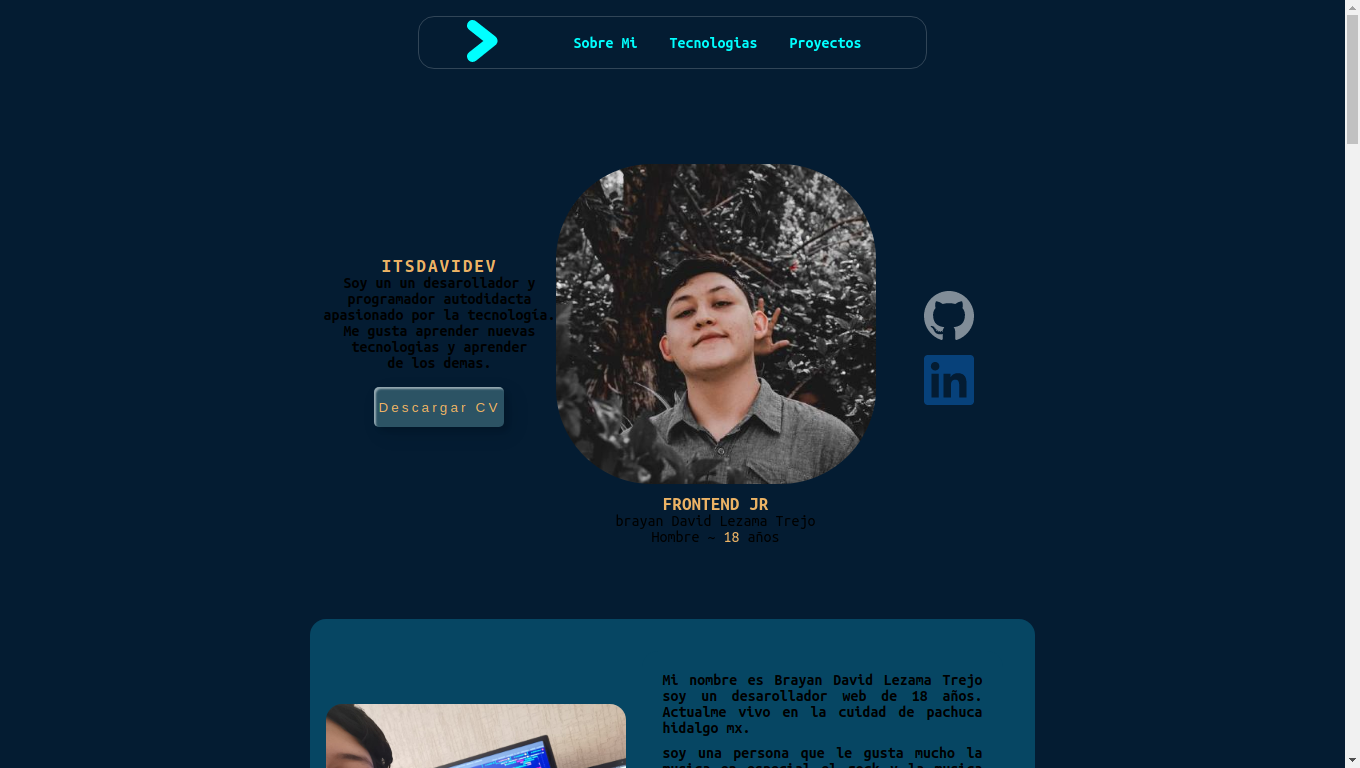 Sobre Mi Tecnologias Proyectos
ITSDAVIDEV
Soy un un desarollador y
programador autodidacta
apasionado por la tecnologia.
Me gusta aprender nuevas
tecnologias y aprender
de los demas.
Descargar CV
FRONTEND JR
brayan David Lezama Trejo
Hombre - 18 años
in
Mi nombre es Brayan David Lezama Trejo
soy un desarollador web de 18 años.
Actualme vivo en la cuidad de pachuca
hidalgo mx.
soy una persona que le gusta mucho la